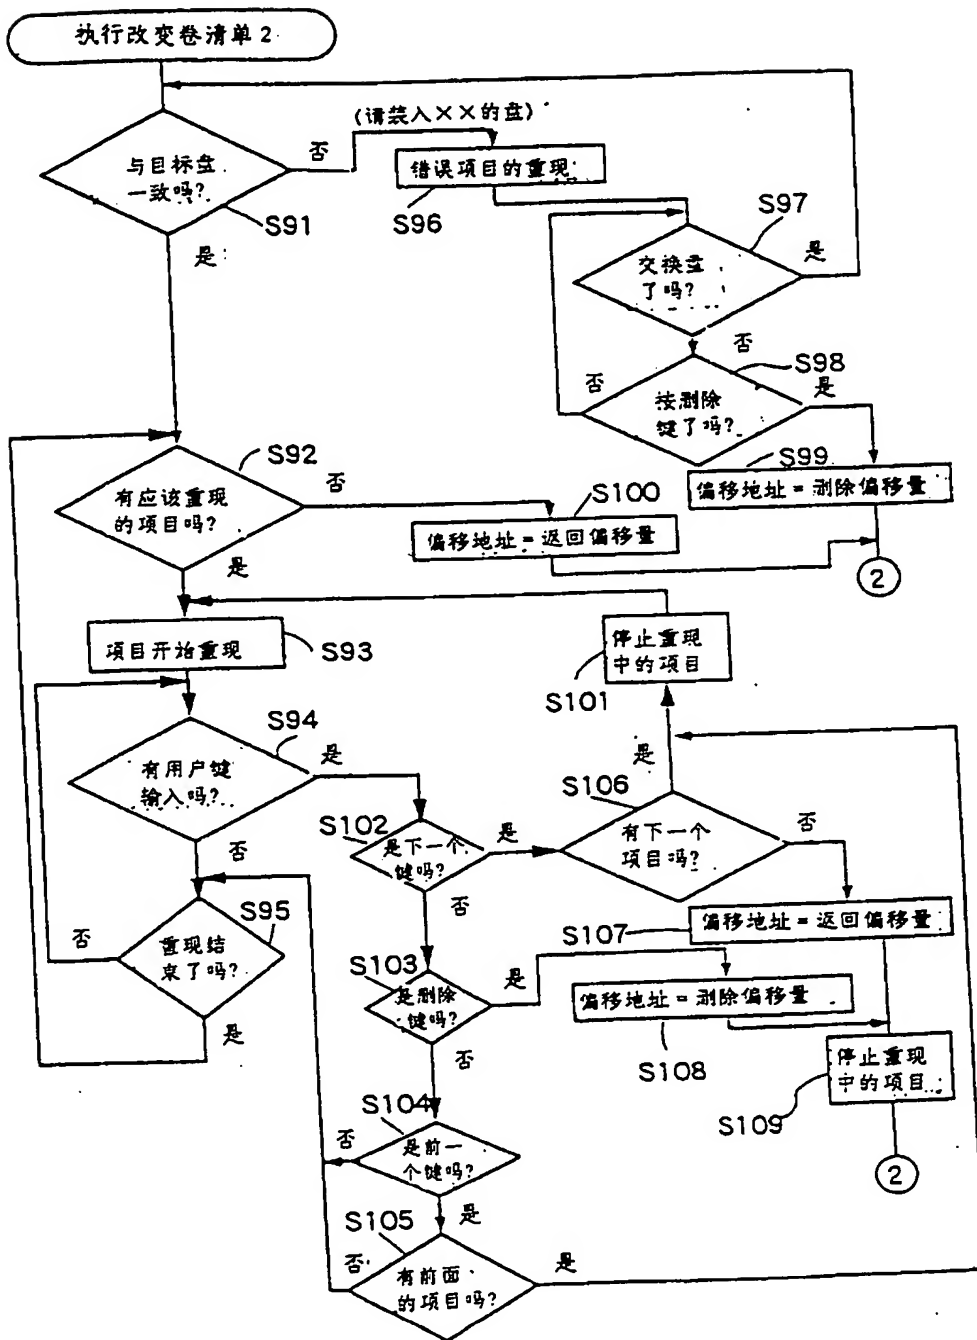 执行改变卷清单2
(请装入××的盘)
与目标盘
一致吗?
否
S91
是
错误项目的重现
S96
S97
交换盘
了吗?
是
否
S98
按删除
键了吗?
否
是
S99
偏移地址=删除偏移量
2
S92
有应该重现
的项目吗?
否
是
S100
偏移地址=返回偏移量
项目开始重现
S93
停止重现
中的项目
S101
S94
有用户键
输入吗?
是
否
S102
是下一个
键吗?
是
否
S106
有下一个
项目吗?
是
否
S95
重现结
束了吗?
否
是
S107
偏移地址=返回偏移量
S103
是删除
键吗?
是
否
偏移地址=删除偏移量
S108
停止重现
中的项目
S109
2
S104
是前一
个键吗?
否
是
S105
有前面
的项目吗?
否
是